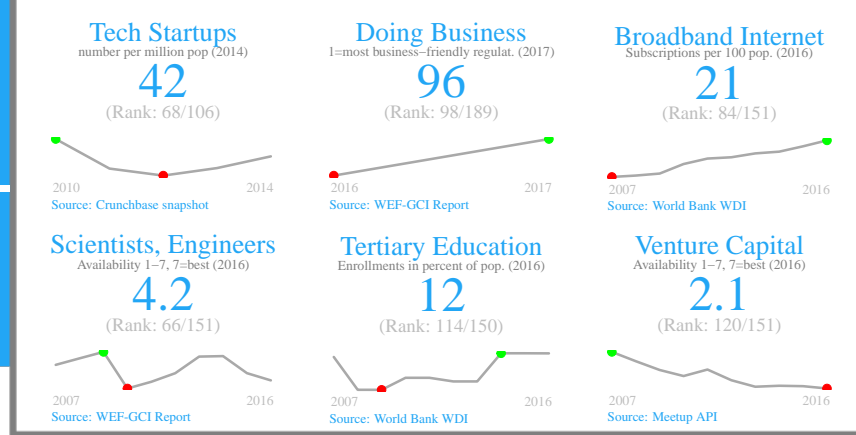 Tech Startups
number per million pop (2014)
42
(Rank: 68/106)
2010 2014
Source: Crunchbase snapshot
Doing Business
1=most business−friendly regulat. (2017)
96
(Rank: 98/189)
2016 2017
Source: WEF-GCI Report
Broadband Internet
Subscriptions per 100 pop. (2016)
21
(Rank: 84/151)
2007 2016
Source: World Bank WDI
Scientists, Engineers
Availability 1−7, 7=best (2016)
4.2
(Rank: 66/151)
2007 2016
Source: WEF-GCI Report
Tertiary Education
Enrollments in percent of pop. (2016)
12
(Rank: 114/150)
2007 2016
Source: World Bank WDI
Venture Capital
Availability 1−7, 7=best (2016)
2.1
(Rank: 120/151)
2007 2016
Source: Meetup API